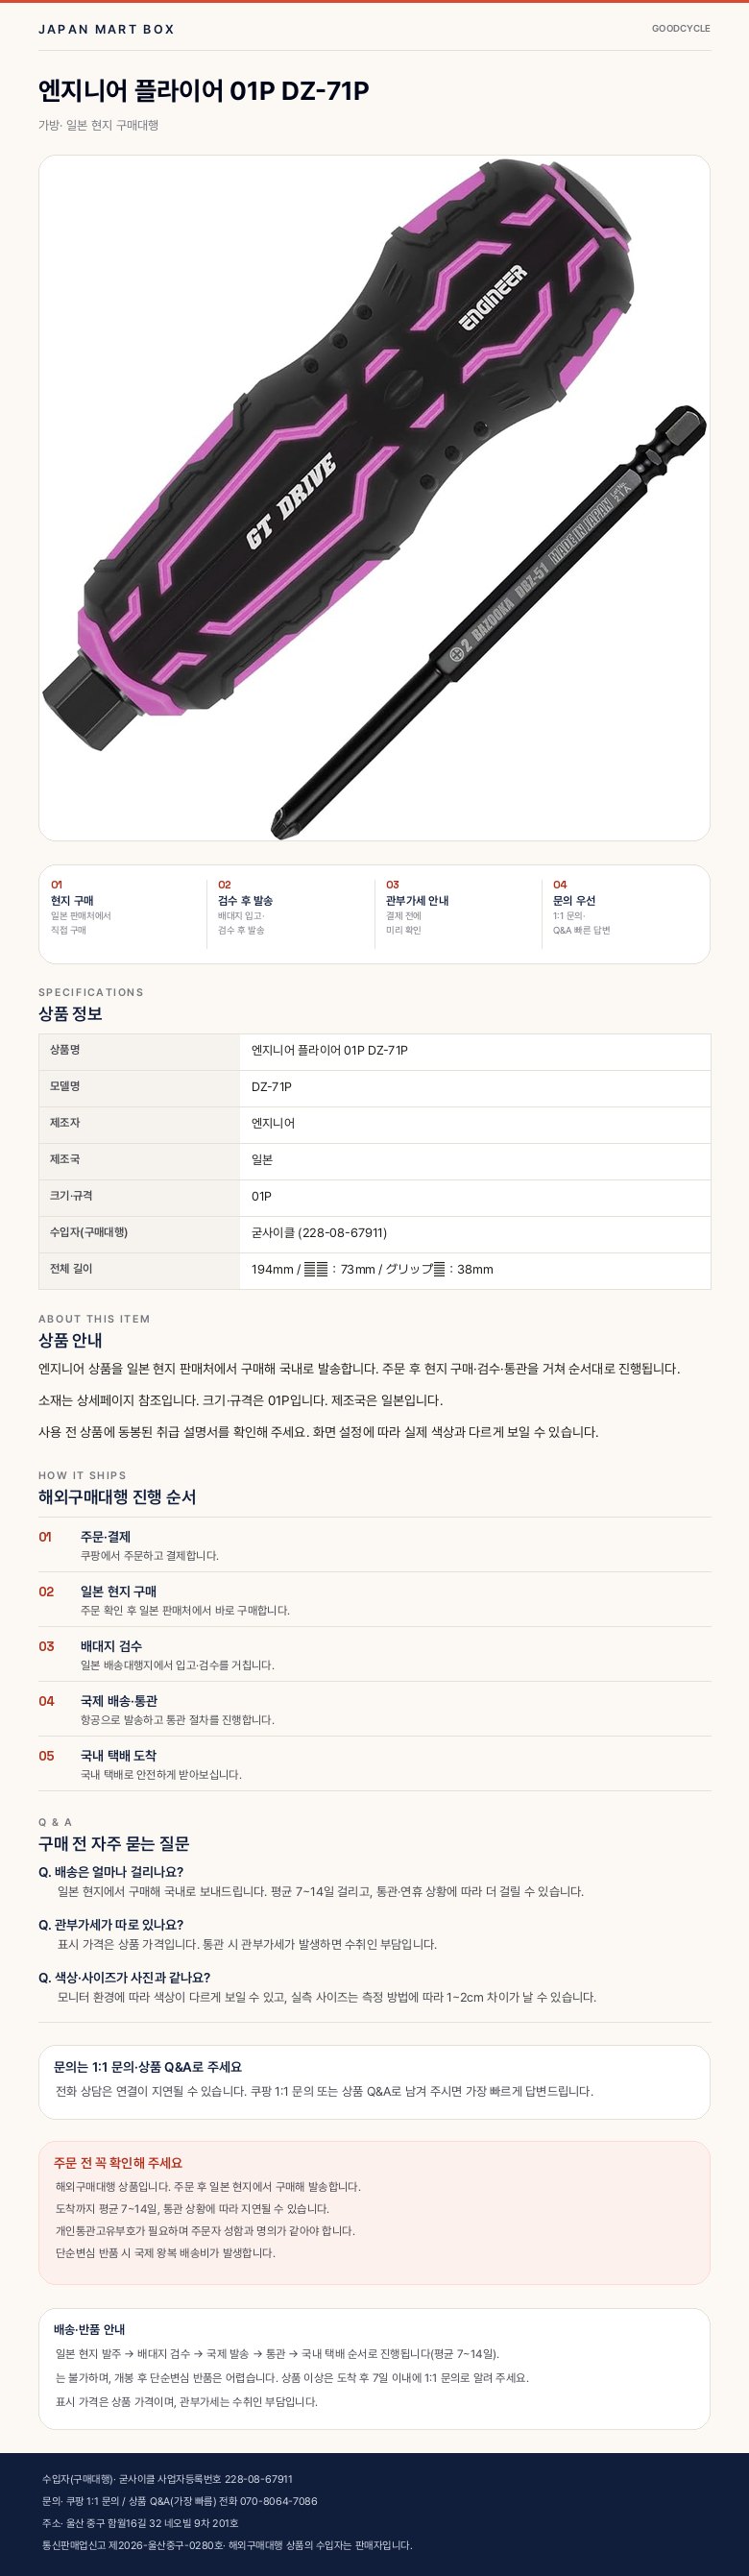 JAPAN MART BOX
GOODCYCLE
엔지니어 플라이어 01P DZ-71P
가방· 일본 현지 구매대행
ENGINEER
GT DRIVE
2 BAZOOKA DBZ-51 MADE IN JAPAN Lot No. 21A
01
현지 구매
일본 판매처에서
직접 구매
02
검수 후 발송
배대지 입고·
검수 후 발송
03
관부가세 안내
결제 전에
미리 확인
04
문의 우선
1:1 문의·
Q&A 빠른 답변
SPECIFICATIONS
상품 정보
상품명 엔지니어 플라이어 01P DZ-71P
모델명 DZ-71P
제조자 엔지니어
제조국 일본
크기·규격 01P
수입자(구매대행) 굳사이클 (228-08-67911)
전체 길이 194mm / : 73mm / グリップ : 38mm
ABOUT THIS ITEM
상품 안내
엔지니어 상품을 일본 현지 판매처에서 구매해 국내로 발송합니다. 주문 후 현지 구매·검수·통관을 거쳐 순서대로 진행됩니다.
소재는 상세페이지 참조입니다. 크기·규격은 01P입니다. 제조국은 일본입니다.
사용 전 상품에 동봉된 취급 설명서를 확인해 주세요. 화면 설정에 따라 실제 색상과 다르게 보일 수 있습니다.
HOW IT SHIPS
해외구매대행 진행 순서
01 주문·결제
쿠팡에서 주문하고 결제합니다.
02 일본 현지 구매
주문 확인 후 일본 판매처에서 바로 구매합니다.
03 배대지 검수
일본 배송대행지에서 입고·검수를 거칩니다.
04 국제 배송·통관
항공으로 발송하고 통관 절차를 진행합니다.
05 국내 택배 도착
국내 택배로 안전하게 받아보십니다.
Q & A
구매 전 자주 묻는 질문
Q. 배송은 얼마나 걸리나요?
일본 현지에서 구매해 국내로 보내드립니다. 평균 7~14일 걸리고, 통관·연휴 상황에 따라 더 걸릴 수 있습니다.
Q. 관부가세가 따로 있나요?
표시 가격은 상품 가격입니다. 통관 시 관부가세가 발생하면 수취인 부담입니다.
Q. 색상·사이즈가 사진과 같나요?
모니터 환경에 따라 색상이 다르게 보일 수 있고, 실측 사이즈는 측정 방법에 따라 1~2cm 차이가 날 수 있습니다.
문의는 1:1 문의·상품 Q&A로 주세요
전화 상담은 연결이 지연될 수 있습니다. 쿠팡 1:1 문의 또는 상품 Q&A로 남겨 주시면 가장 빠르게 답변드립니다.
주문 전 꼭 확인해 주세요
해외구매대행 상품입니다. 주문 후 일본 현지에서 구매해 발송합니다.
도착까지 평균 7~14일, 통관 상황에 따라 지연될 수 있습니다.
개인통관고유부호가 필요하며 주문자 성함과 명의가 같아야 합니다.
단순변심 반품 시 국제 왕복 배송비가 발생합니다.
배송·반품 안내
일본 현지 발주 → 배대지 검수 → 국제 발송 → 통관 → 국내 택배 순서로 진행됩니다(평균 7~14일).
는 불가하며, 개봉 후 단순변심 반품은 어렵습니다. 상품 이상은 도착 후 7일 이내에 1:1 문의로 알려 주세요.
표시 가격은 상품 가격이며, 관부가세는 수취인 부담입니다.
수입자(구매대행)· 굳사이클 사업자등록번호 228-08-67911
문의· 쿠팡 1:1 문의 / 상품 Q&A(가장 빠름) 전화 070-8064-7086
주소· 울산 중구 함월16길 32 네오빌 9차 201호
통신판매업신고 제2026-울산중구-0280호· 해외구매대행 상품의 수입자는 판매자입니다.